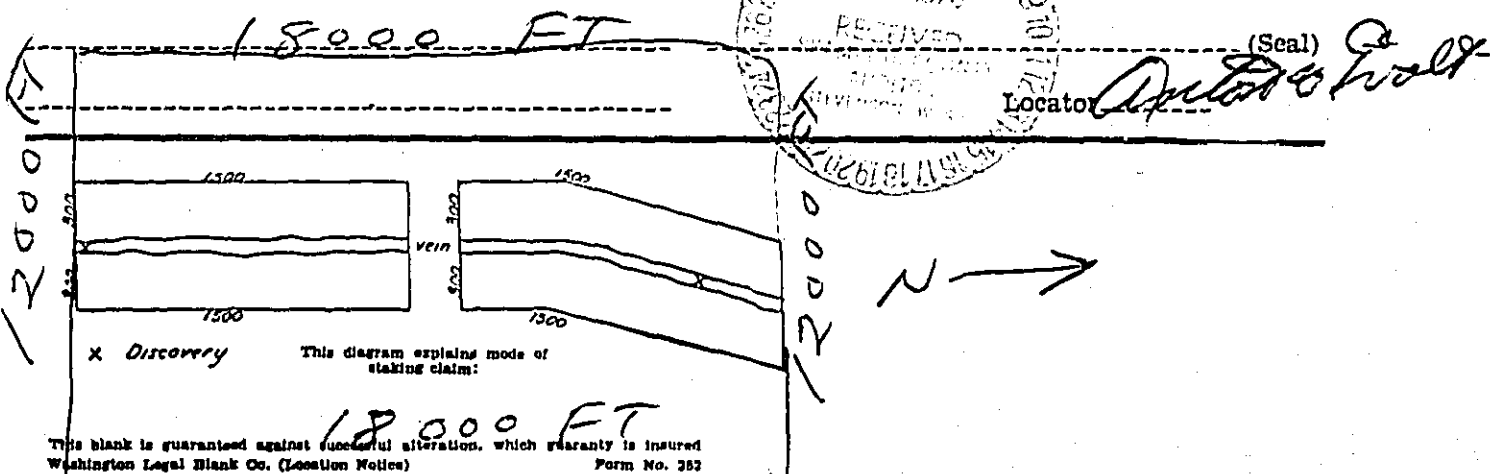 18000 FT
(Seal)
RECEIVED
Locator
12000 FT
1500
1500
300
300
vein
300
300
1500
1500
12000 FT
N
x Discovery
This diagram explains mode of
staking claim:
18000 FT
This blank is guaranteed against successful alteration, which guaranty is insured
Washington Legal Blank Co. (Location Notice) Form No. 252